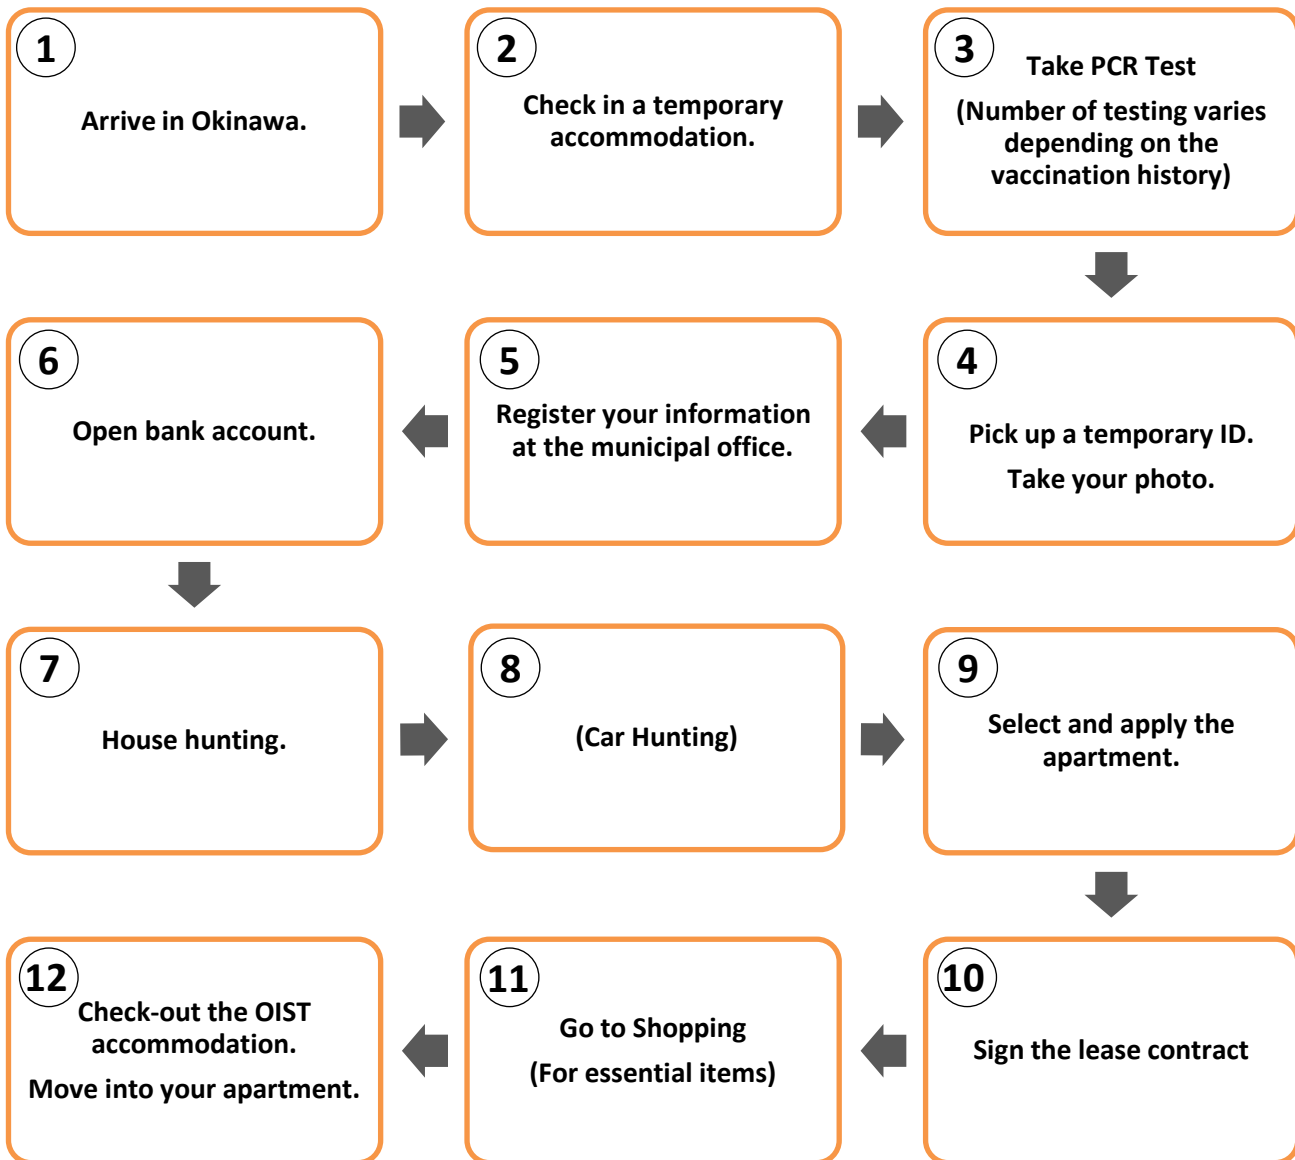 1
Arrive in Okinawa.
2
Check in a temporary
accommodation.
3
Take PCR Test
(Number of testing varies
depending on the
vaccination history)
4
Pick up a temporary ID.
Take your photo.
5
Register your information
at the municipal office.
6
Open bank account.
7
House hunting.
8
(Car Hunting)
9
Select and apply the
apartment.
10
Sign the lease contract
11
Go to Shopping
(For essential items)
12
Check-out the OIST
accommodation.
Move into your apartment.